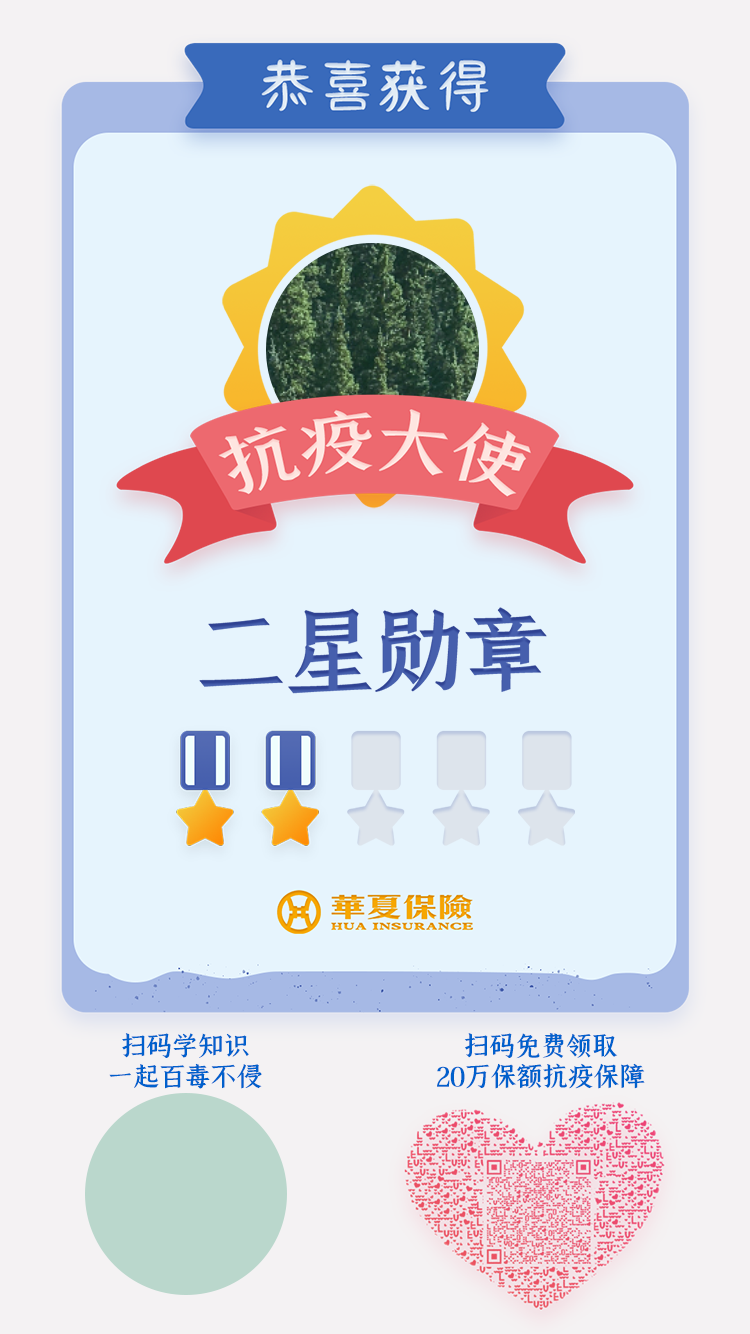 恭喜获得
抗疫大使
二星勋章
華夏保險
HUA INSURANCE
扫码学知识
一起百毒不侵
扫码免费领取
20万保额抗疫保障